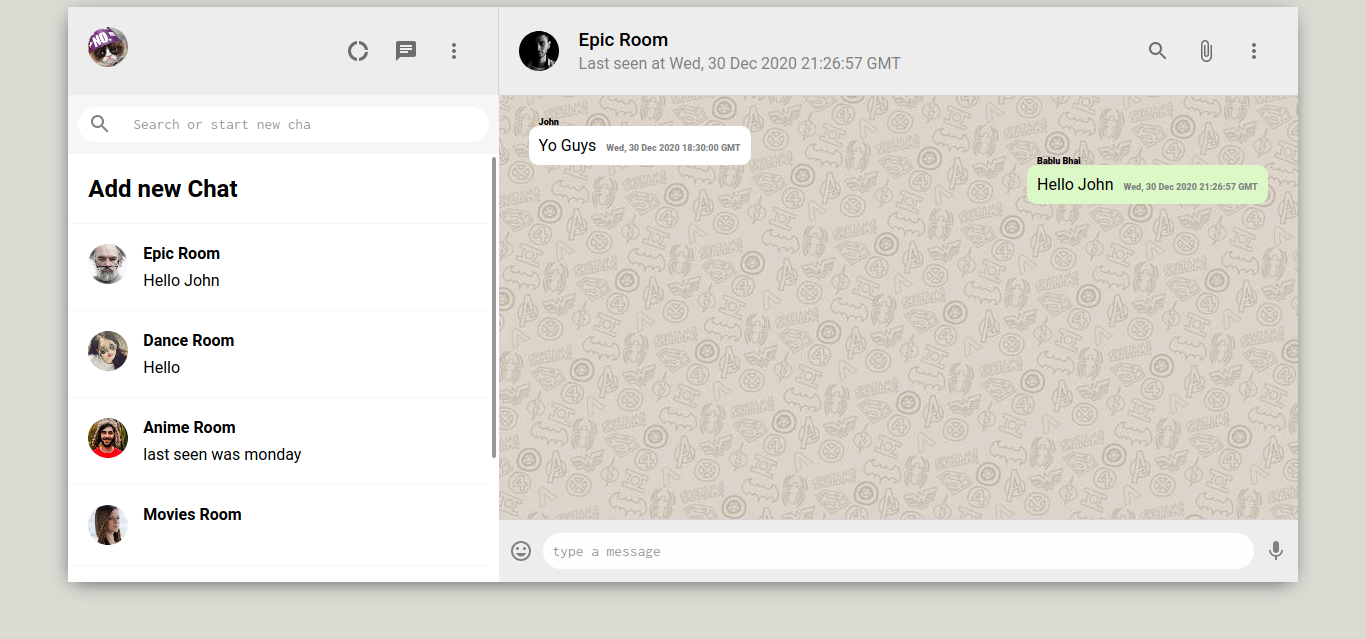 NO.
Epic Room
Last seen at Wed, 30 Dec 2020 21:26:57 GMT
Search or start new cha
Add new Chat
Epic Room
Hello John
Dance Room
Hello
Anime Room
last seen was monday
Movies Room
John
Yo Guys Wed, 30 Dec 2020 18:30:00 GMT
Bablu Bhai
Hello John Wed, 30 Dec 2020 21:26:57 GMT
type a message